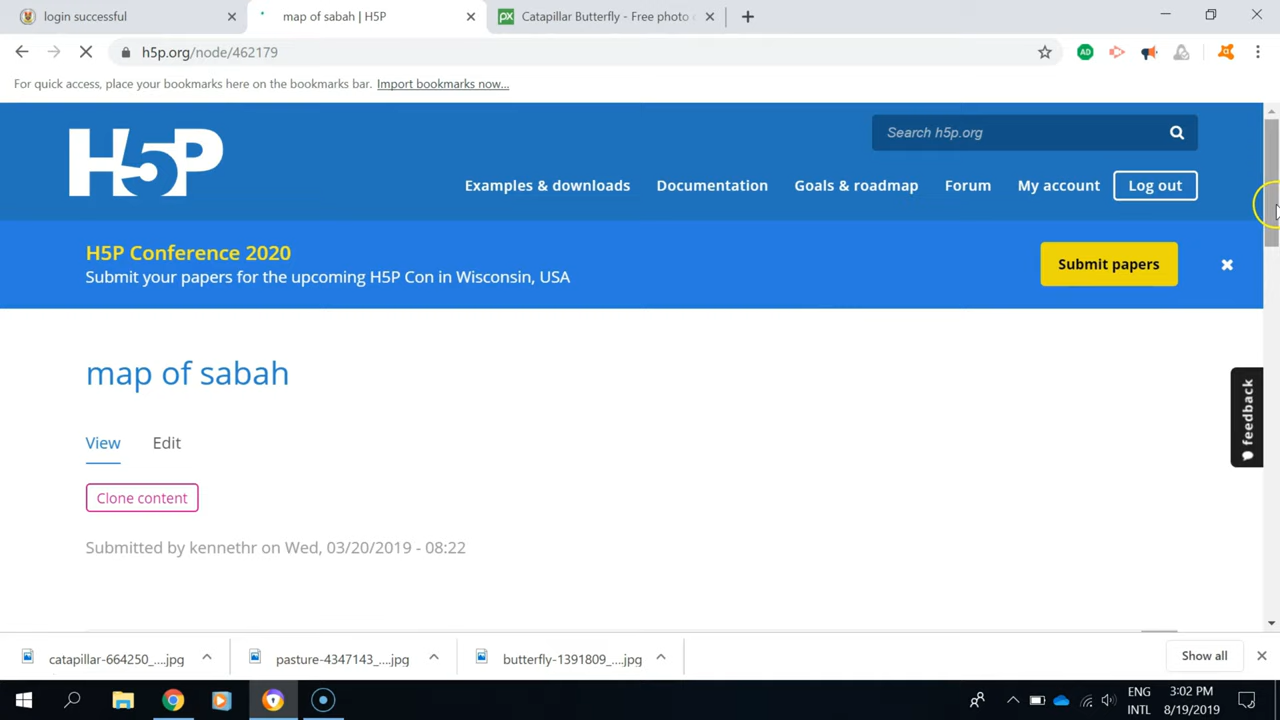 login successful
map of sabah | H5P
Catapillar Butterfly - Free photo
h5p.org/node/462179
AD
For quick access, place your bookmarks here on the bookmarks bar. Import bookmarks now...
H5P
Search h5p.org
Examples & downloads Documentation Goals & roadmap Forum My account Log out
H5P Conference 2020
Submit your papers for the upcoming H5P Con in Wisconsin, USA
Submit papers
map of sabah
feedback
View Edit
Clone content
Submitted by kennethr on Wed, 03/20/2019 - 08:22
catapillar-664250_....jpg
pasture-4347143_....jpg
butterfly-1391809_....jpg
Show all
ENG
INTL
3:02 PM
8/19/2019